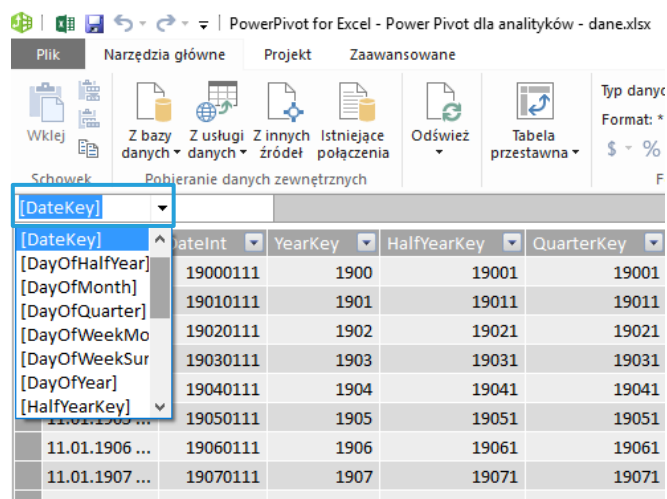 PowerPivot for Excel - Power Pivot dla analityków - dane.xlsx
Plik Narzędzia główne Projekt Zaawansowane
Wklej
Z bazy danych
Z usługi danych
Z innych źródeł
Istniejące połączenia
Odśwież
Tabela przestawna
Typ danyc
Format: *
$ %
Schowek Pobieranie danych zewnętrznych F
[DateKey]
DateInt YearKey HalfYearKey QuarterKey
[DateKey]
[DayOfHalfYear]
[DayOfMonth]
[DayOfQuarter]
[DayOfWeekMo
[DayOfWeekSur
[DayOfYear]
[HalfYearKey]
19000111 1900 19001 19001
19010111 1901 19011 19011
19020111 1902 19021 19021
19030111 1903 19031 19031
19040111 1904 19041 19041
19050111 1905 19051 19051
11.01.1906 ... 19060111 1906 19061 19061
11.01.1907 ... 19070111 1907 19071 19071